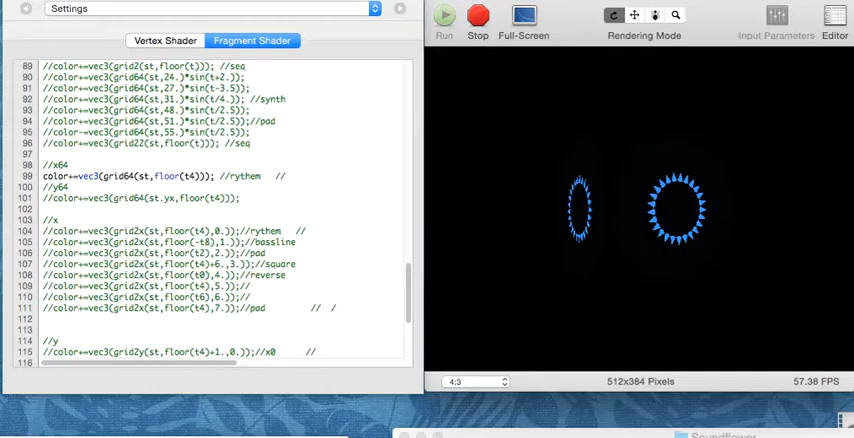 Settings
Vertex Shader Fragment Shader
89 //color+=vec3(grid2(st,floor(t))); //seq
90 //color+=vec3(grid64(st,24.)*sin(t+2.));
91 //color+=vec3(grid64(st,27.)*sin(t-3.5));
92 //color+=vec3(grid64(st,31.)*sin(t/4.)); //synth
93 //color+=vec3(grid64(st,48.)*sin(t/2.5));
94 //color+=vec3(grid64(st,51.)*sin(t/2.5));//pad
95 //color-=vec3(grid64(st,55.)*sin(t/2.5));
96 //color+=vec3(grid22(st,floor(t))); //seq
97
98 //x64
99 color+=vec3(grid64(st,floor(t4))); //rythem //
100 //y64
101 //color+=vec3(grid64(st.yx,floor(t4)));
102
103 //x
104 //color+=vec3(grid2x(st,floor(t4),0.));//rythem //
105 //color+=vec3(grid2x(st,floor(-t8),1.));//bassline
106 //color+=vec3(grid2x(st,floor(t2),2.));//pad
107 //color+=vec3(grid2x(st,floor(t4)+6.,3.));//square
108 //color+=vec3(grid2x(st,floor(t0),4.));//reverse
109 //color+=vec3(grid2x(st,floor(t4),5.));//
110 //color+=vec3(grid2x(st,floor(t6),6.));//
111 //color+=vec3(grid2x(st,floor(t4),7.));//pad // /
112
113
114 //y
115 //color+=vec3(grid2y(st,floor(t4)+1.,0.));//x0 //
116
Run Stop Full-Screen Rendering Mode Input Parameters Editor
4:3 512x384 Pixels 57.38 FPS
Soundflower